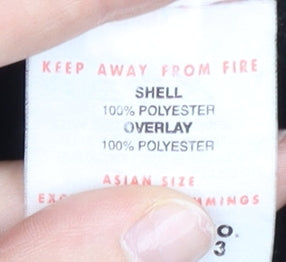 KEEP AWAY FROM FIRE
SHELL
100% POLYESTER
OVERLAY
100% POLYESTER
ASIAN SIZE